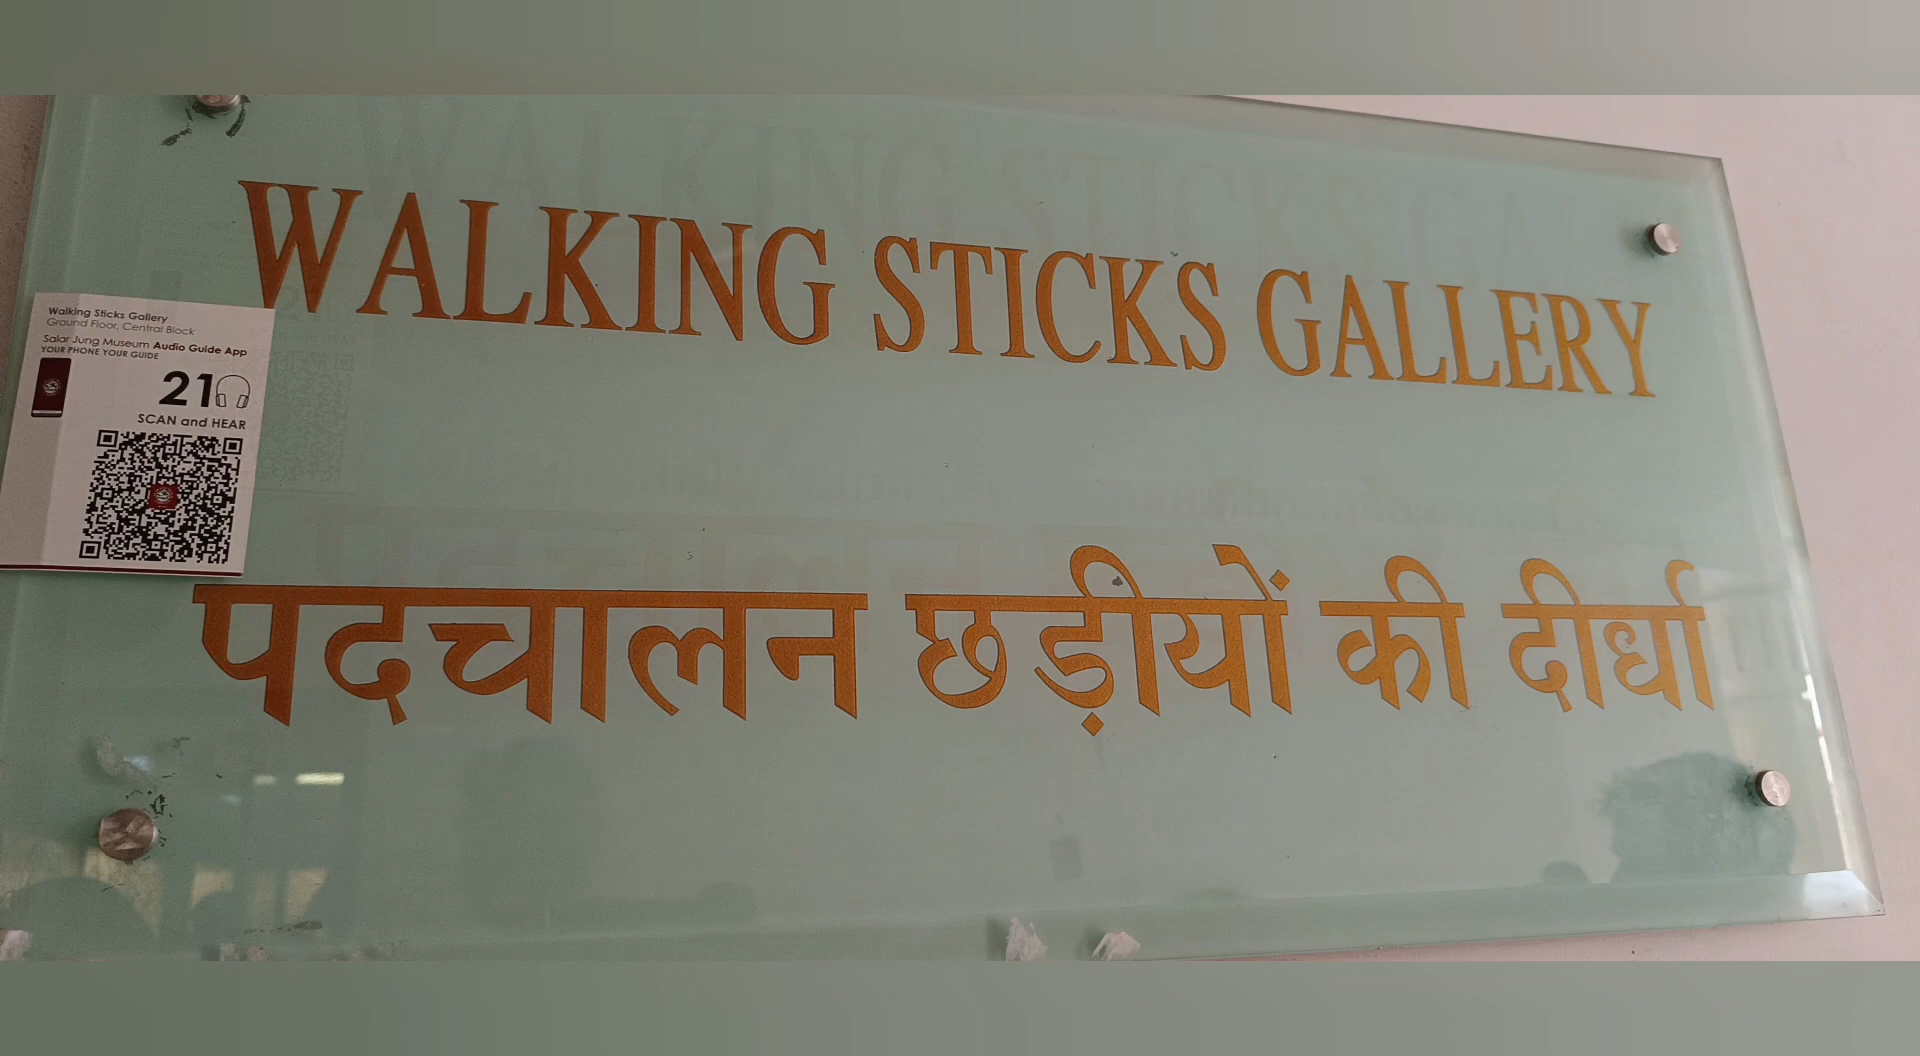 WALKING STICKS GALLERY
Walking Sticks Gallery
Ground Floor, Central Block
Salar Jung Museum Audio Guide App
YOUR PHONE YOUR GUIDE
21
SCAN and HEAR
पदचालन छड़ीयों की दीर्धा